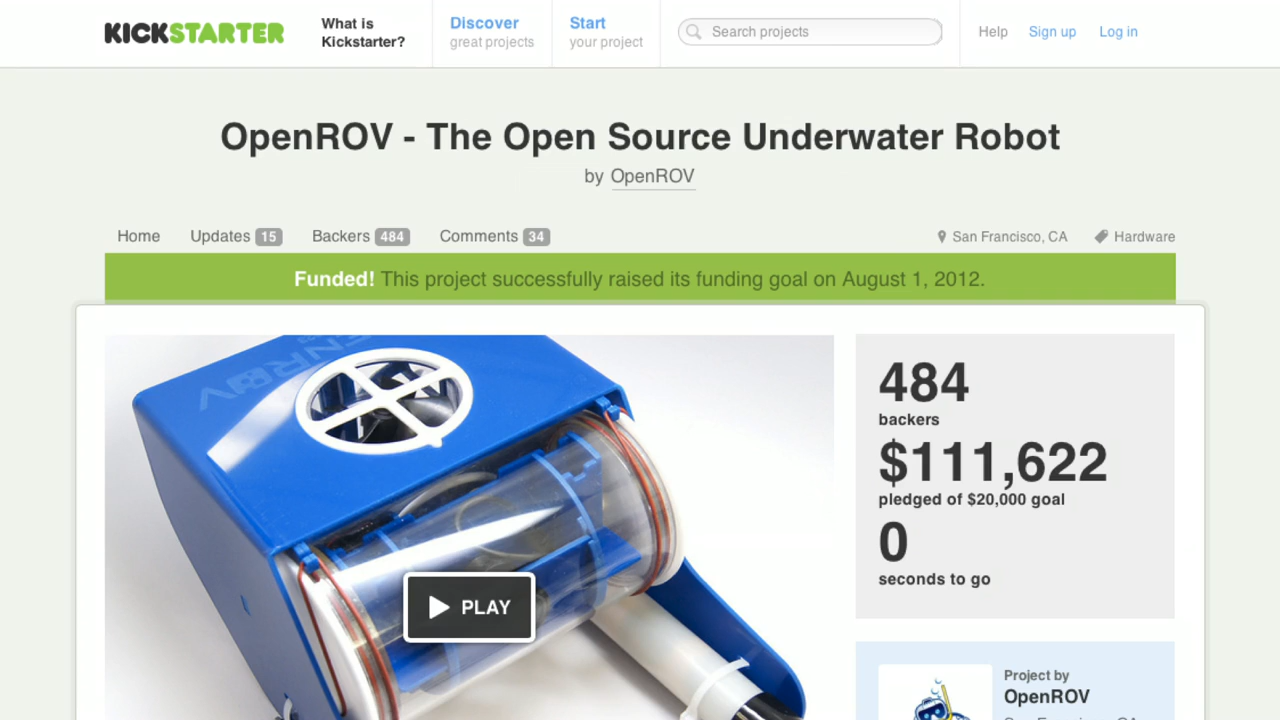 KICKSTARTER
What is
Kickstarter?
Discover
great projects
Start
your project
Search projects
Help
Sign up
Log in
OpenROV - The Open Source Underwater Robot
by OpenROV
Home
Updates 15
Backers 484
Comments 34
San Francisco, CA
Hardware
Funded! This project successfully raised its funding goal on August 1, 2012.
484
backers
$111,622
pledged of $20,000 goal
0
seconds to go
PLAY
Project by
OpenROV